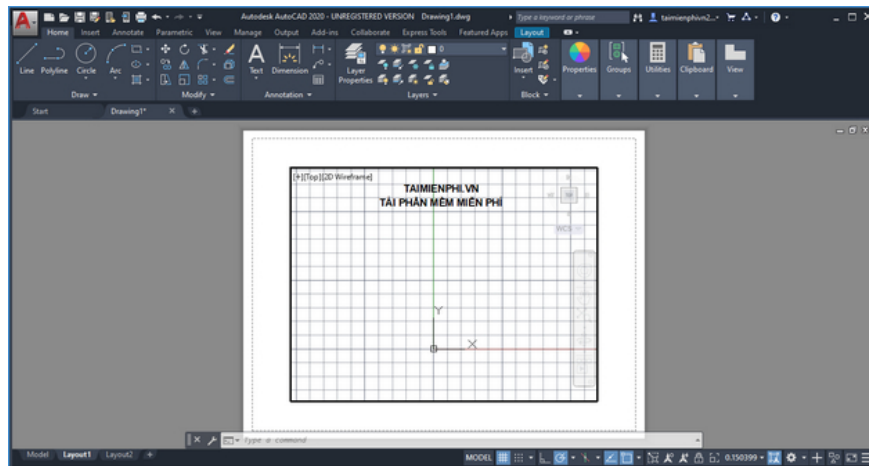 Autodesk AutoCAD 2020 - UNREGISTERED VERSION Drawing1.dwg
Type a keyword or phrase
taimienphivn2...
Home Insert Annotate Parametric View Manage Output Add-ins Collaborate Express Tools Featured Apps Layout
Line Polyline Circle Arc
Text Dimension
Layer Properties
0
Insert
Properties Groups Utilities Clipboard View
Draw Modify Annotation Layers Block
Start Drawing1*
[+][Top][2D Wireframe]
TAIMIENPHI.VN
TẢI PHẦN MỀM MIỄN PHÍ
WCS
Y
X
Type a command
Model Layout1 Layout2 +
MODEL
0.150399